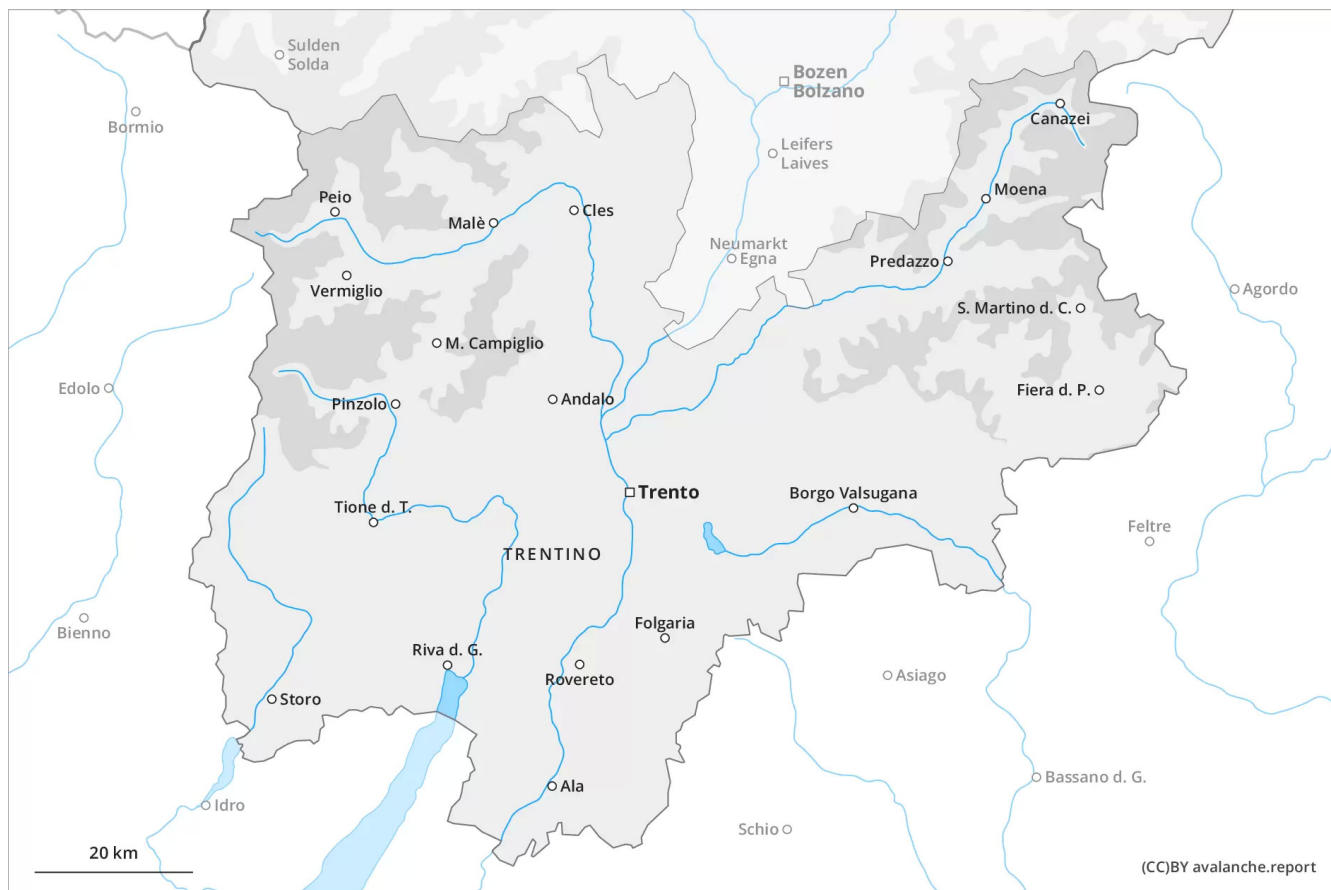 Sulden
Solda
Bozen
Bolzano
Bormio
Canazei
Leifers
Laives
Peio
Moena
Malè
Cles
Neumarkt
Egna
Predazzo
Vermiglio
Agordo
S. Martino d. C.
M. Campiglio
Edolo
Fiera d. P.
Pinzolo
Andalo
Trento
Borgo Valsugana
Tione d. T.
Feltre
TRENTINO
Bienno
Folgaria
Riva d. G.
Rovereto
Asiago
Storo
Bassano d. G.
Ala
Idro
Schio
20 km
(CC)BY avalanche.report